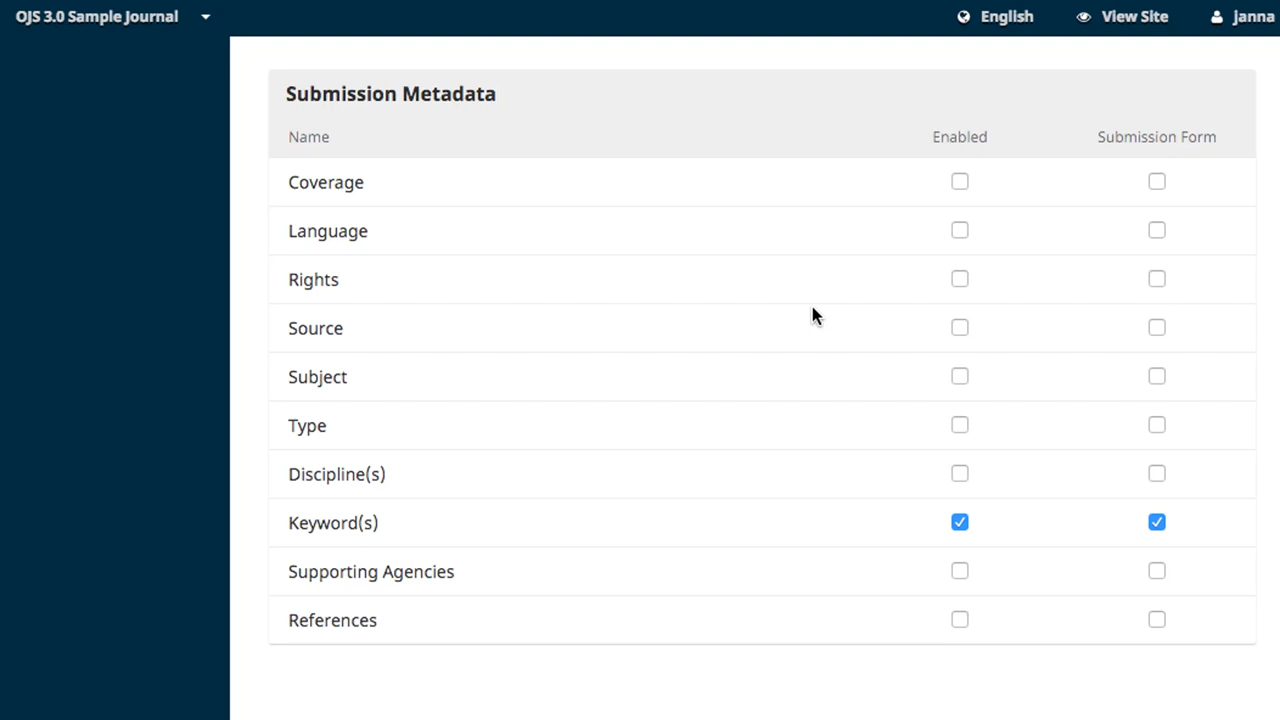 OJS 3.0 Sample Journal English View Site Janna
Submission Metadata
Name Enabled Submission Form
Coverage
Language
Rights
Source
Subject
Type
Discipline(s)
Keyword(s)
Supporting Agencies
References